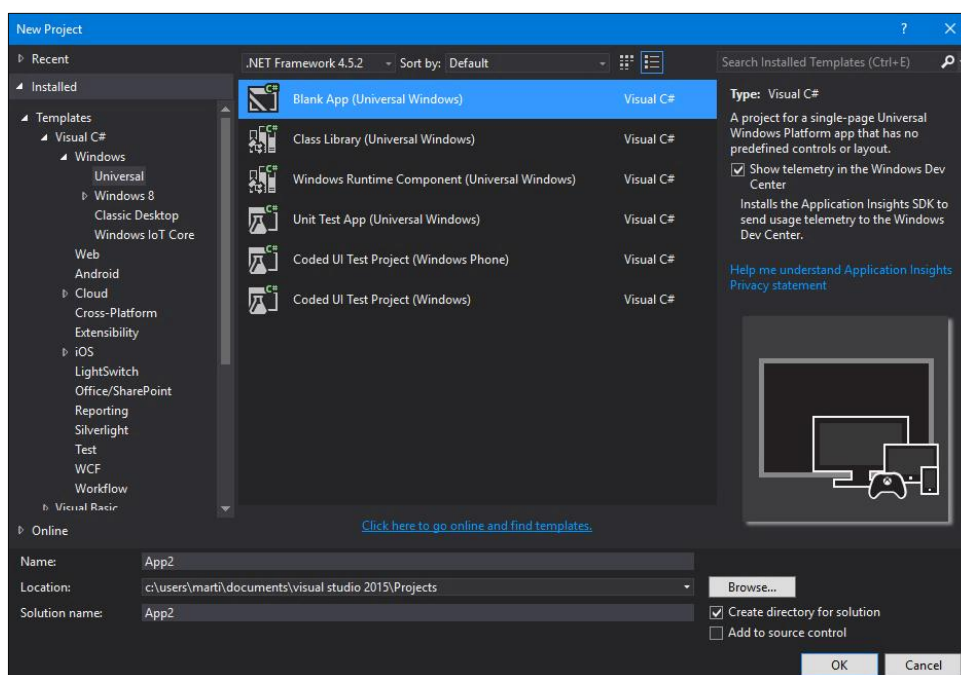 New Project
? 
Recent
.NET Framework 4.5.2 Sort by: Default
Search Installed Templates (Ctrl+E)
Installed
Templates
Visual C#
Windows
Universal
Windows 8
Classic Desktop
Windows IoT Core
Web
Android
Cloud
Cross-Platform
Extensibility
iOS
LightSwitch
Office/SharePoint
Reporting
Silverlight
Test
WCF
Workflow
Visual Basic
Online
Blank App (Universal Windows) Visual C#
Class Library (Universal Windows) Visual C#
Windows Runtime Component (Universal Windows) Visual C#
Unit Test App (Universal Windows) Visual C#
Coded UI Test Project (Windows Phone) Visual C#
Coded UI Test Project (Windows) Visual C#
Click here to go online and find templates.
Type: Visual C#
A project for a single-page Universal
Windows Platform app that has no
predefined controls or layout.
Show telemetry in the Windows Dev
Center
Installs the Application Insights SDK to
send usage telemetry to the Windows
Dev Center.
Help me understand Application Insights
Privacy statement
Name: App2
Location: c:\users\marti\documents\visual studio 2015\Projects
Browse...
Solution name: App2
Create directory for solution
Add to source control
OK Cancel